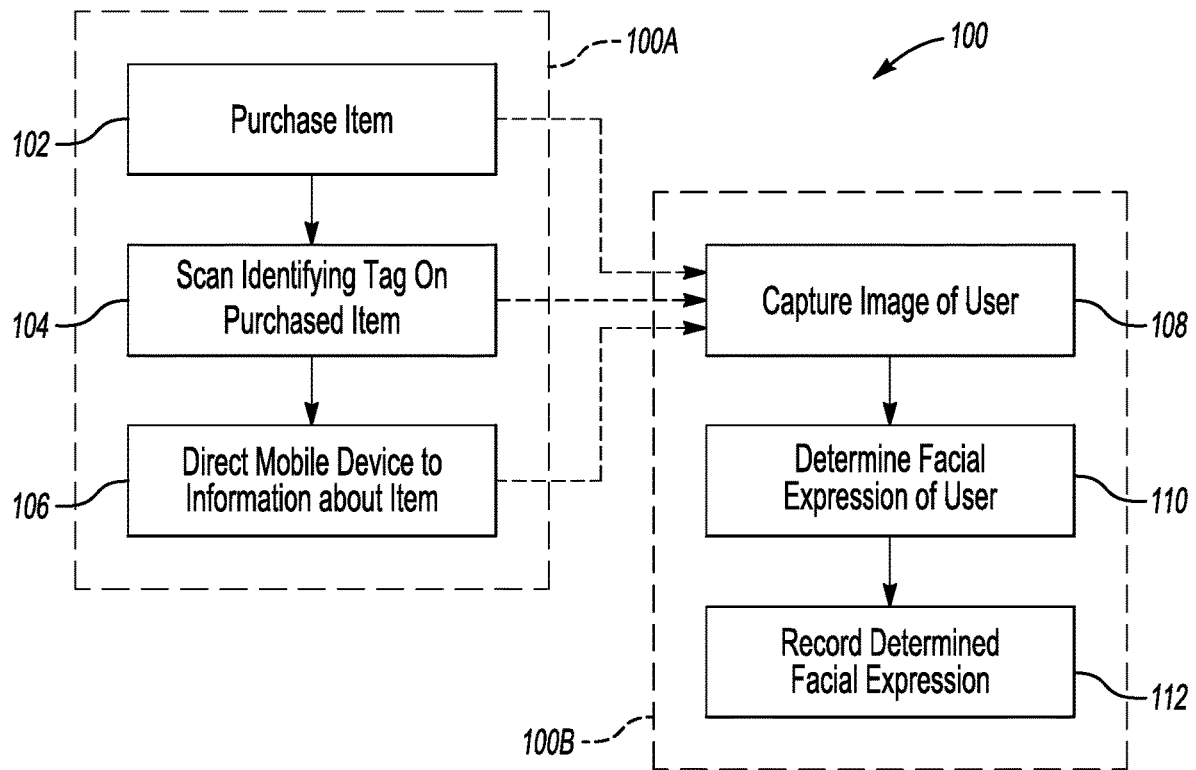 100A
100
Purchase Item
102
Scan Identifying Tag On
Purchased Item
104
Capture Image of User
108
Direct Mobile Device to
Information about Item
106
Determine Facial
Expression of User
110
Record Determined
Facial Expression
112
100B